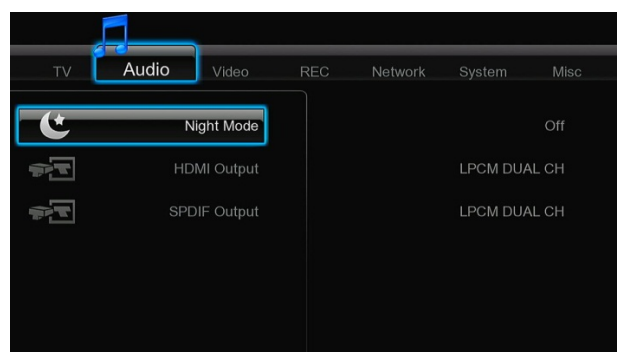 TV Audio Video REC Network System Misc
Night Mode Off
HDMI Output LPCM DUAL CH
SPDIF Output LPCM DUAL CH